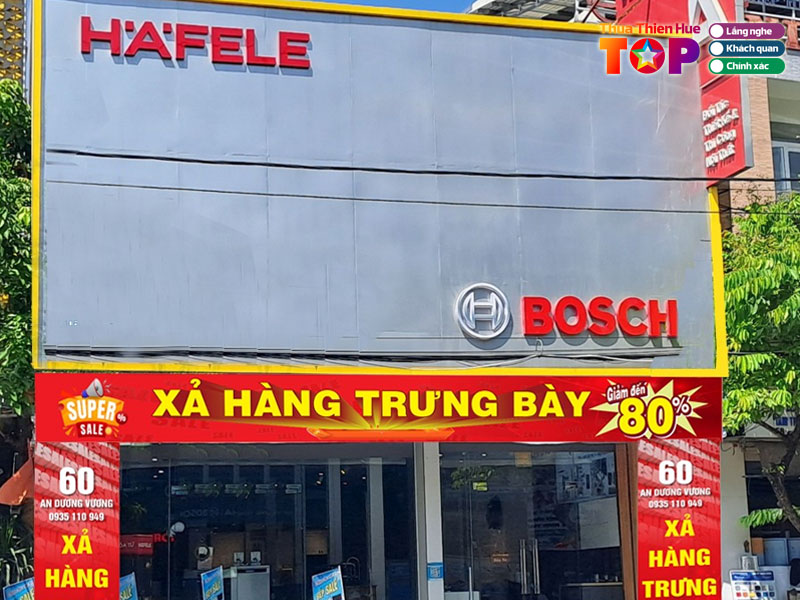 HÄFELE
Thua Thien Hue
TOP
Lắng nghe
Khách quan
Chính xác
BOSCH
SUPER
SALE
XẢ HÀNG TRƯNG BÀY
Giảm đến
80%
60
AN DƯƠNG VƯƠNG
0935 110 949
XẢ
HÀNG
60
AN DƯƠNG VƯƠNG
0935 110 949
XẢ
HÀNG
TRƯNG